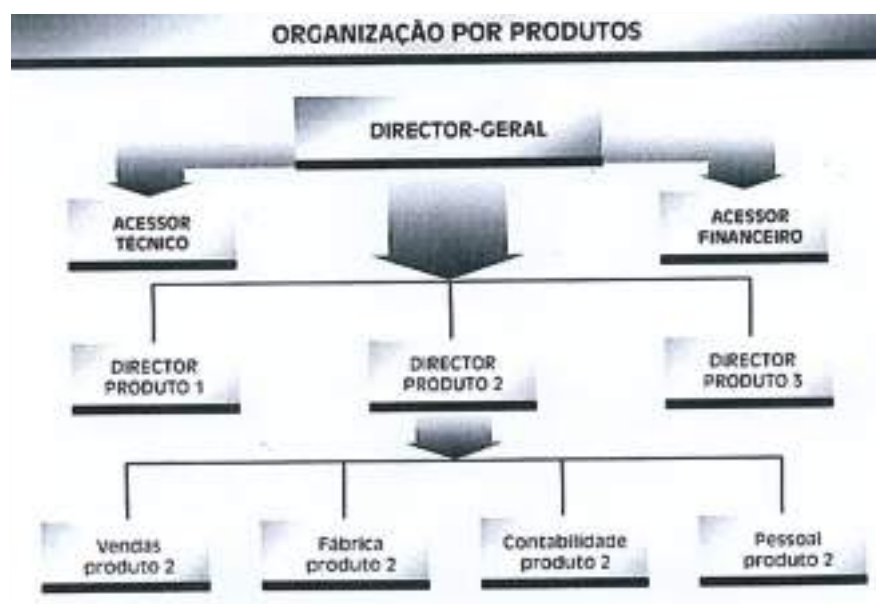 ORGANIZAÇÃO POR PRODUTOS
DIRECTOR-GERAL
ACESSOR
TÉCNICO
ACESSOR
FINANCEIRO
DIRECTOR
PRODUTO 1
DIRECTOR
PRODUTO 2
DIRECTOR
PRODUTO 3
Vendas
produto 2
Fábrica
produto 2
Contabilidade
produto 2
Pessoal
produto 2